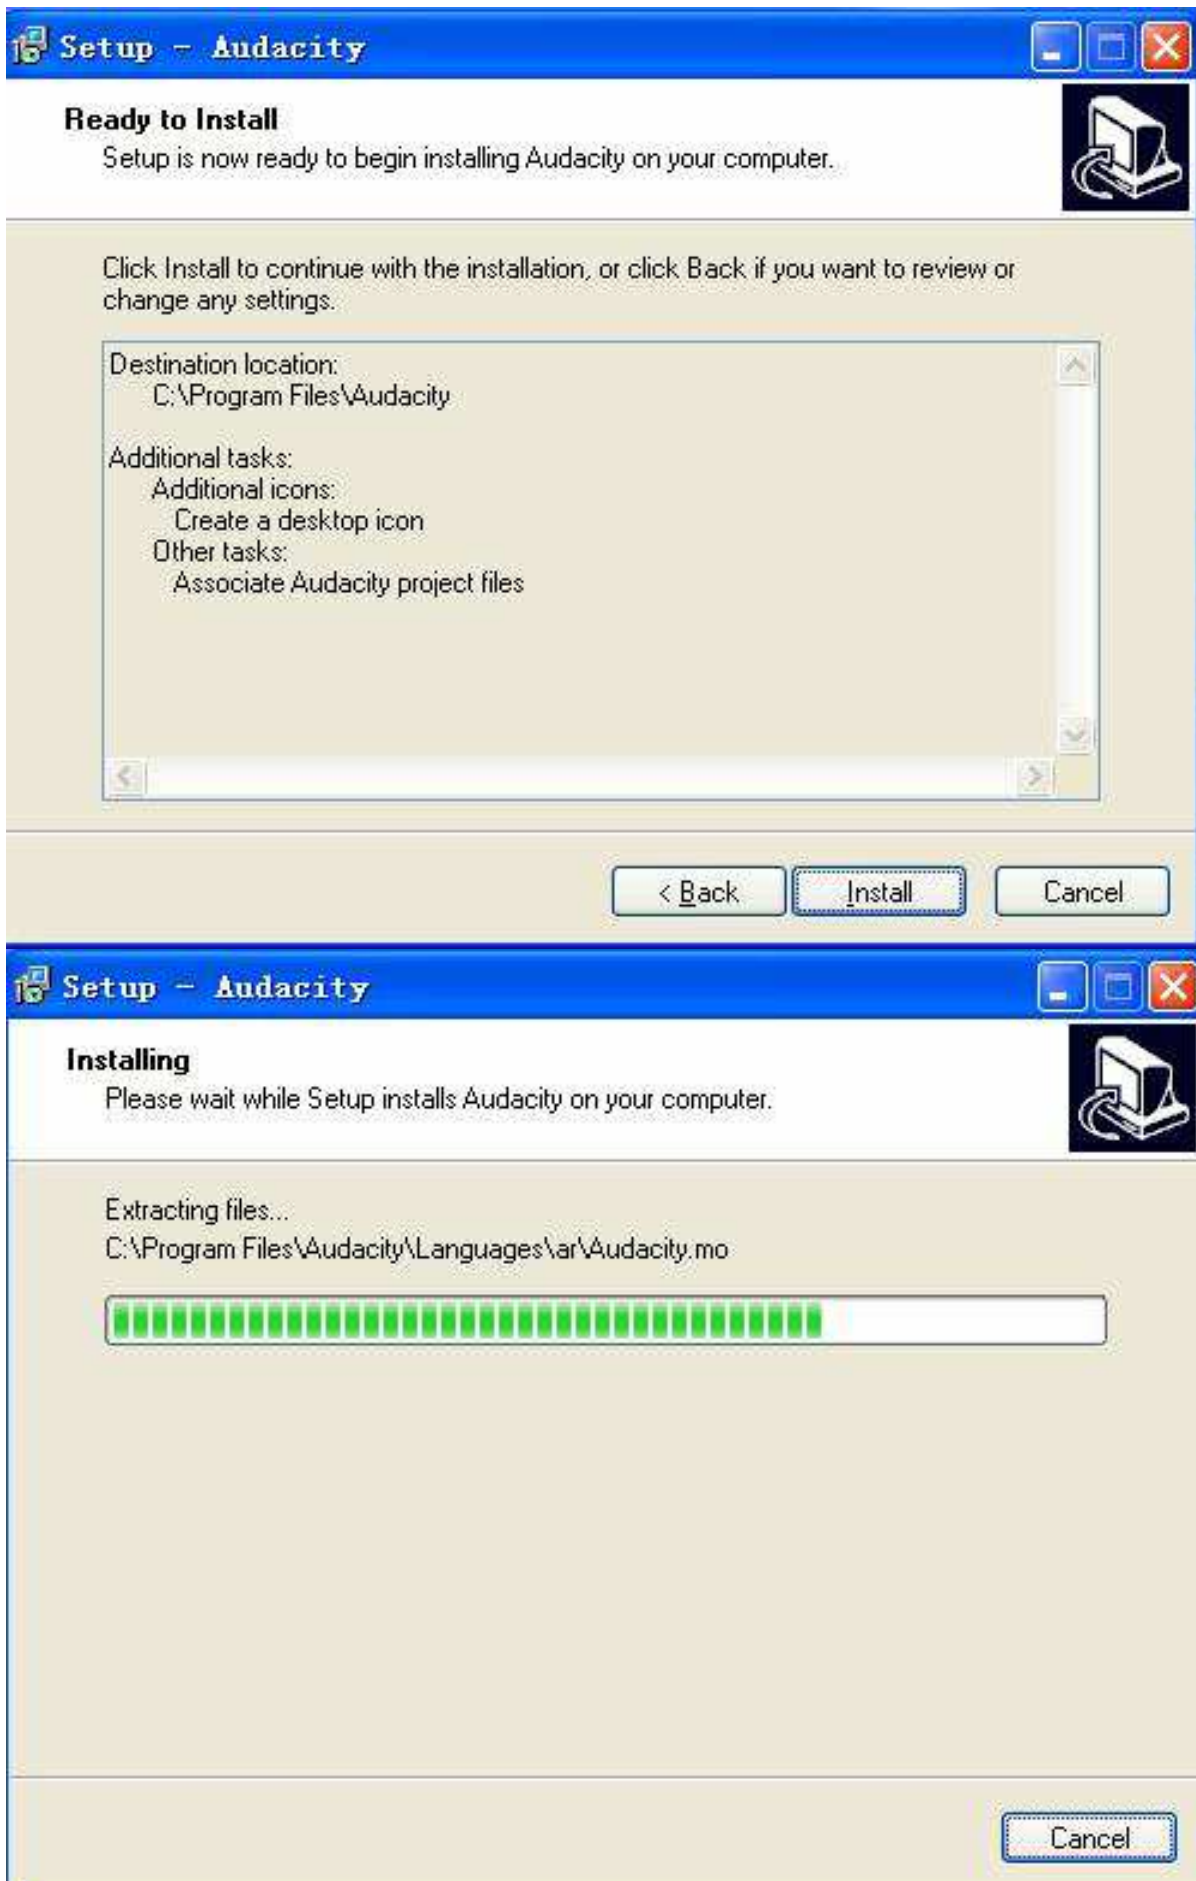 Setup - Audacity
Ready to Install
Setup is now ready to begin installing Audacity on your computer.
Click Install to continue with the installation, or click Back if you want to review or
change any settings.
Destination location:
C:\Program Files\Audacity
Additional tasks:
Additional icons:
Create a desktop icon
Other tasks:
Associate Audacity project files
< Back Install Cancel
Setup - Audacity
Installing
Please wait while Setup installs Audacity on your computer.
Extracting files...
C:\Program Files\Audacity\Languages\ar\Audacity.mo
Cancel